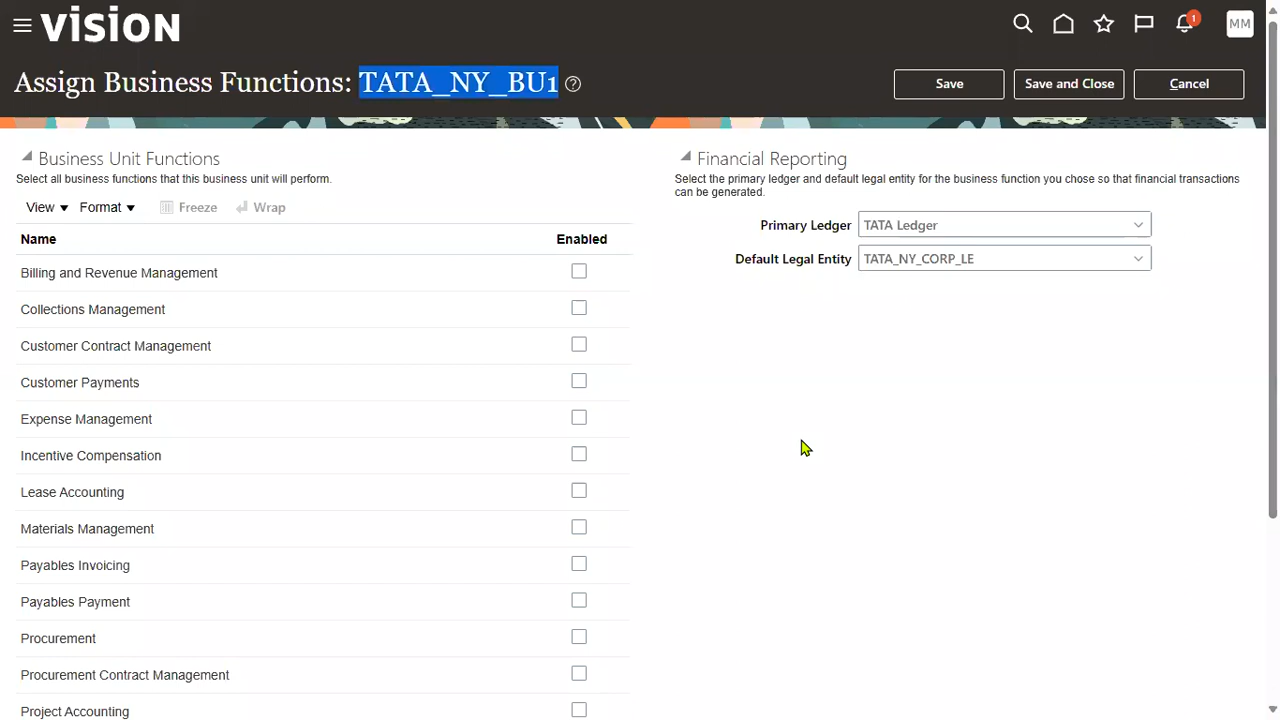 vision
1
MM
Assign Business Functions: TATA_NY_BU1 ?
Save
Save and Close
Cancel
Business Unit Functions
Select all business functions that this business unit will perform.
View
Format
Freeze
Wrap
Name
Enabled
Billing and Revenue Management
Collections Management
Customer Contract Management
Customer Payments
Expense Management
Incentive Compensation
Lease Accounting
Materials Management
Payables Invoicing
Payables Payment
Procurement
Procurement Contract Management
Project Accounting
Financial Reporting
Select the primary ledger and default legal entity for the business function you chose so that financial transactions
can be generated.
Primary Ledger TATA Ledger
Default Legal Entity TATA_NY_CORP_LE